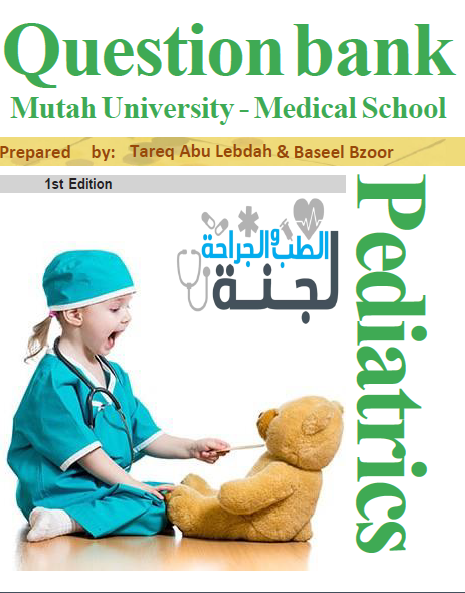 Question bank
Mutah University - Medical School
Prepared by: Tareq Abu Lebdah & Baseel Bzoor
1st Edition
الطب والجراحة
لجنة
Pediatrics